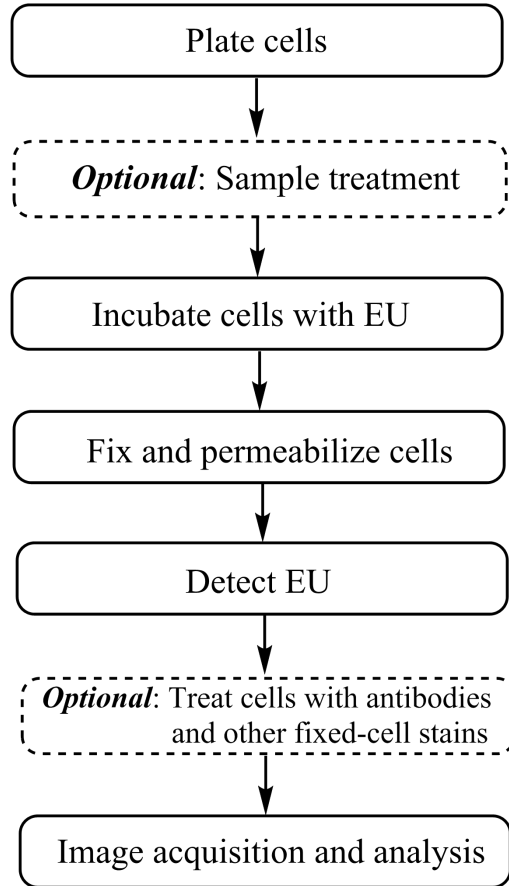 Plate cells
Optional: Sample treatment
Incubate cells with EU
Fix and permeabilize cells
Detect EU
Optional: Treat cells with antibodies
and other fixed-cell stains
Image acquisition and analysis